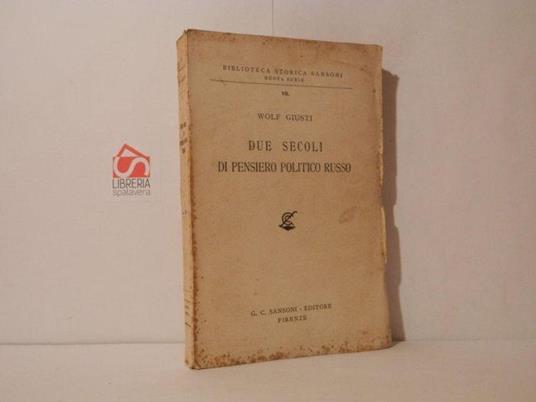 BIBLIOTECA STORICA SANSONI
NUOVA SERIE
VII.
WOLF GIUSTI
DUE SECOLI
DI PENSIERO POLITICO RUSSO
G. C. SANSONI - EDITORE
FIRENZE
LIBRERIA
spalavera